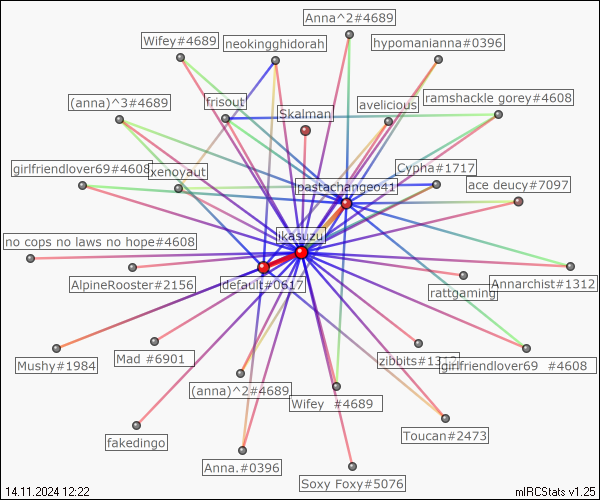 Anna^2#4689
Wifey#4689
neokingghidorah
hypomanianna#0396
(anna)^3#4689
frisout
Skalman
avelicious
ramshackle gorey#4608
girlfriendlover69#4608
xenoyaut
Cypha#1717
pastachangeo41
ace deucy#7097
no cops no laws no hope#4608
ikasuzu
AlpineRooster#2156
default#0617
rattgaming
Annarchist#1312
Mushy#1984
Mad #6901
zibbits#1312
girlfriendlover69 #4608
(anna)^2#4689
Wifey #4689
fakedingo
Toucan#2473
Anna.#0396
Soxy Foxy#5076
14.11.2024 12:22
mIRCStats v1.25